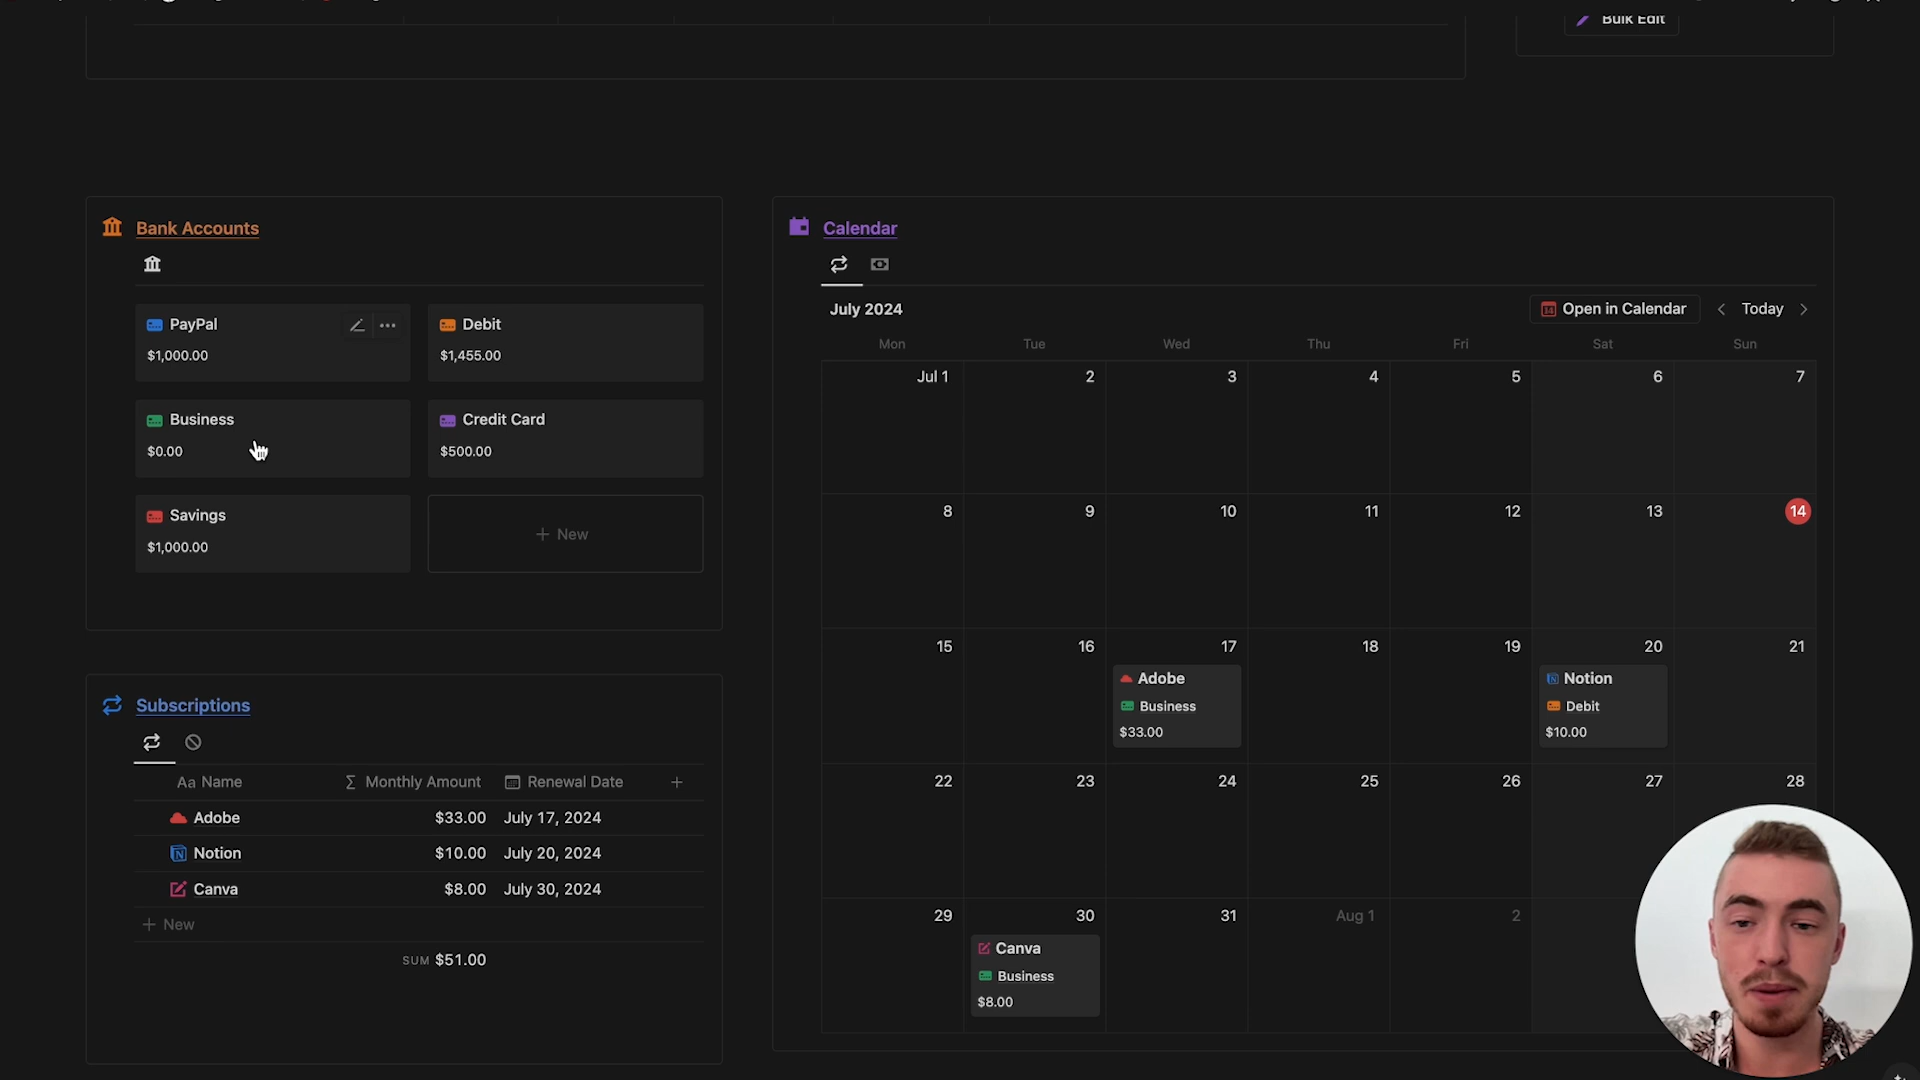 Bulk Edit
Bank Accounts
PayPal
$1,000.00
Debit
$1,455.00
Business
$0.00
Credit Card
$500.00
Savings
$1,000.00
+ New
Subscriptions
Aa Name Σ Monthly Amount Renewal Date +
Adobe $33.00 July 17, 2024
Notion $10.00 July 20, 2024
Canva $8.00 July 30, 2024
+ New
SUM $51.00
Calendar
July 2024
Open in Calendar < Today >
Mon Tue Wed Thu Fri Sat Sun
Jul 1 2 3 4 5 6 7
8 9 10 11 12 13 14
15 16 17 18 19 20 21
Adobe
Business
$33.00
Notion
Debit
$10.00
22 23 24 25 26 27 28
29 30 31 Aug 1 2
Canva
Business
$8.00